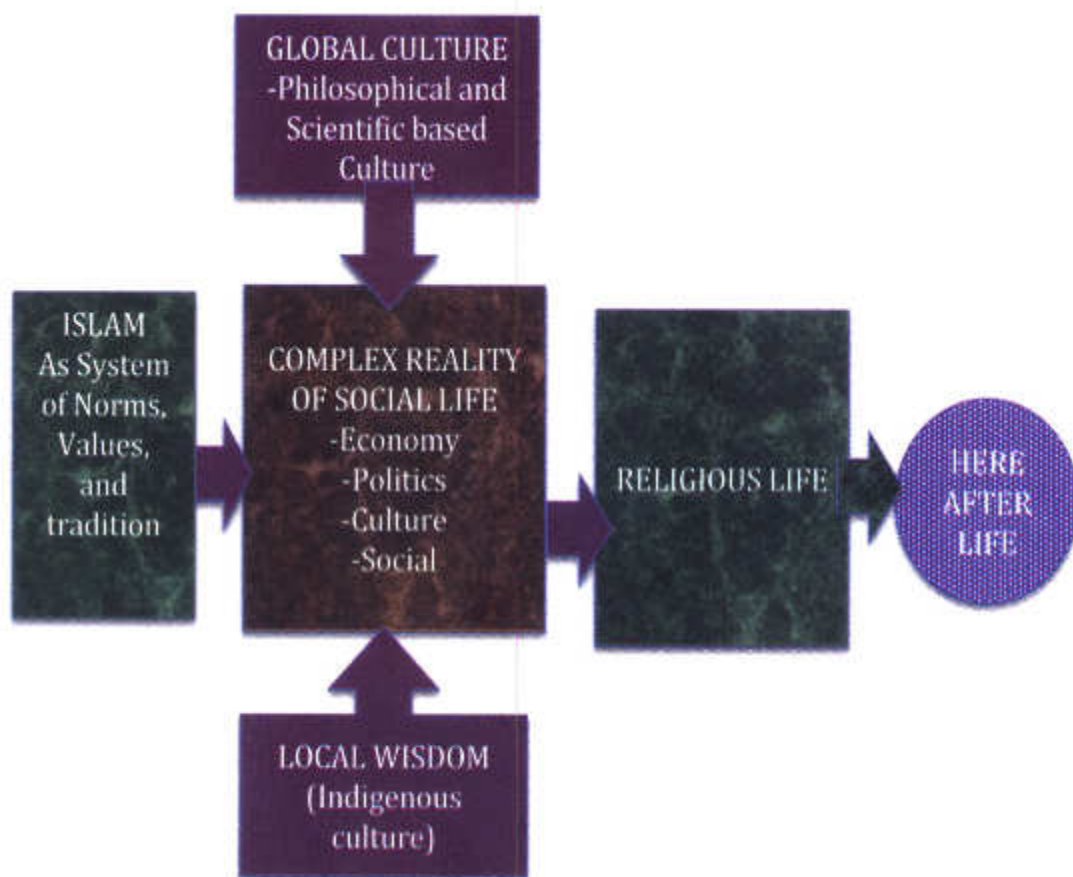 GLOBAL CULTURE
-Philosophical and
Scientific based
Culture
ISLAM
As System
of Norms,
Values,
and
tradition
COMPLEX REALITY
OF SOCIAL LIFE
-Economy
-Politics
-Culture
-Social
RELIGIOUS LIFE
HERE
AFTER
LIFE
LOCAL WISDOM
(Indigenous
culture)